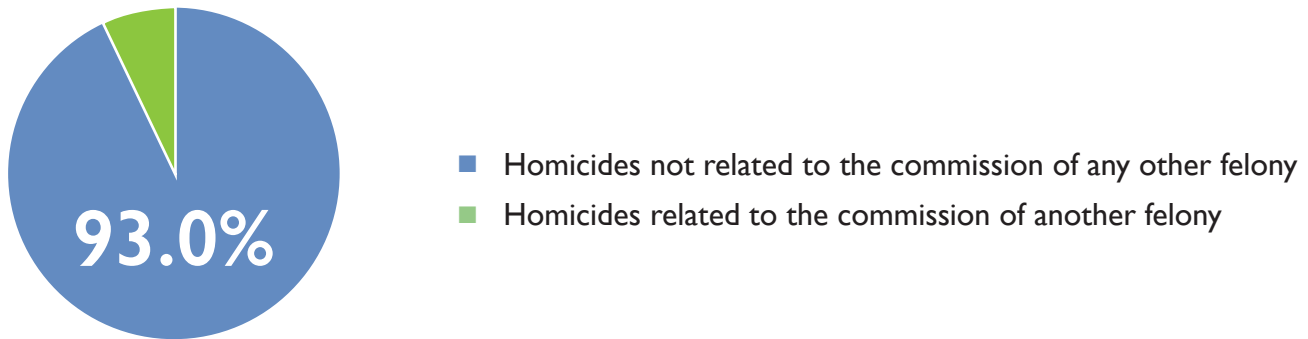 93.0%
Homicides not related to the commission of any other felony
Homicides related to the commission of another felony